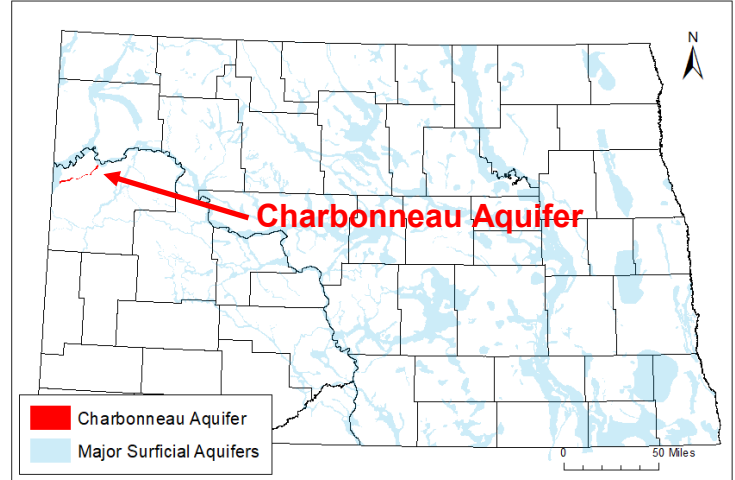 N
Charbonneau Aquifer
Charbonneau Aquifer
Major Surficial Aquifers
0 50 Miles